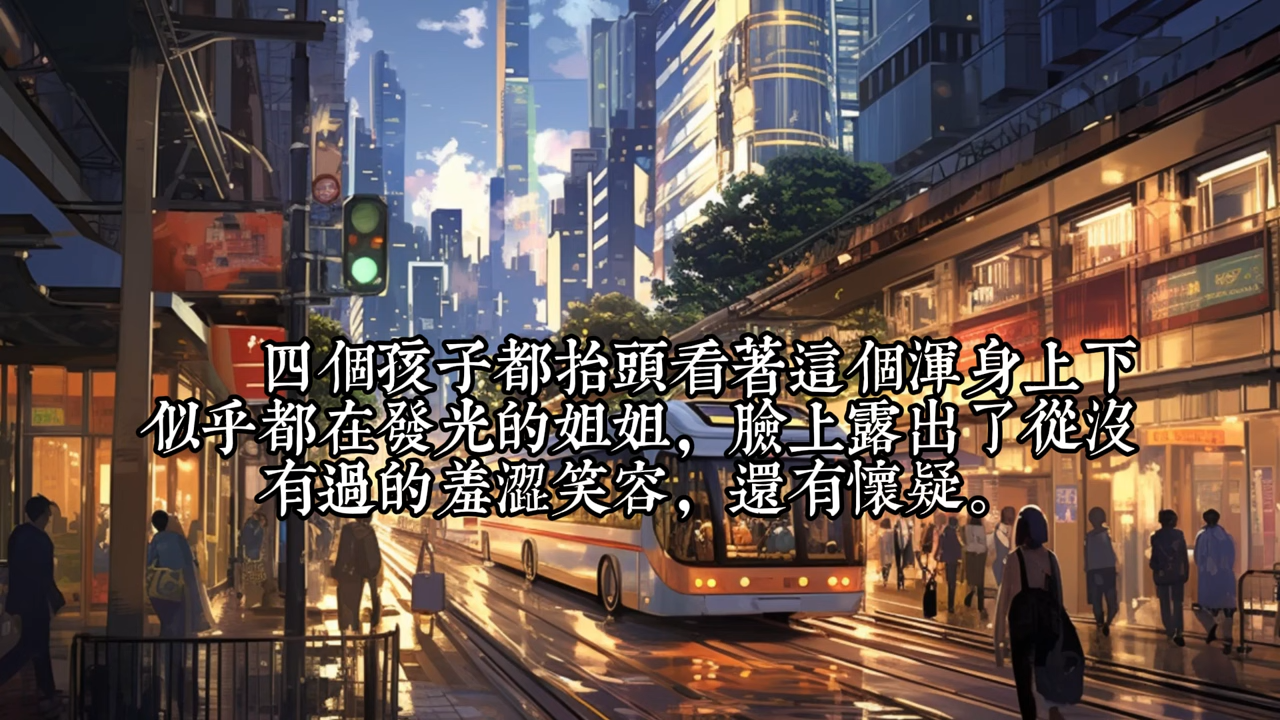 四個孩子都抬頭看著這個渾身上下
似乎都在發光的姐姐，臉上露出了從沒
有過的羞澀笑容，還有懷疑。